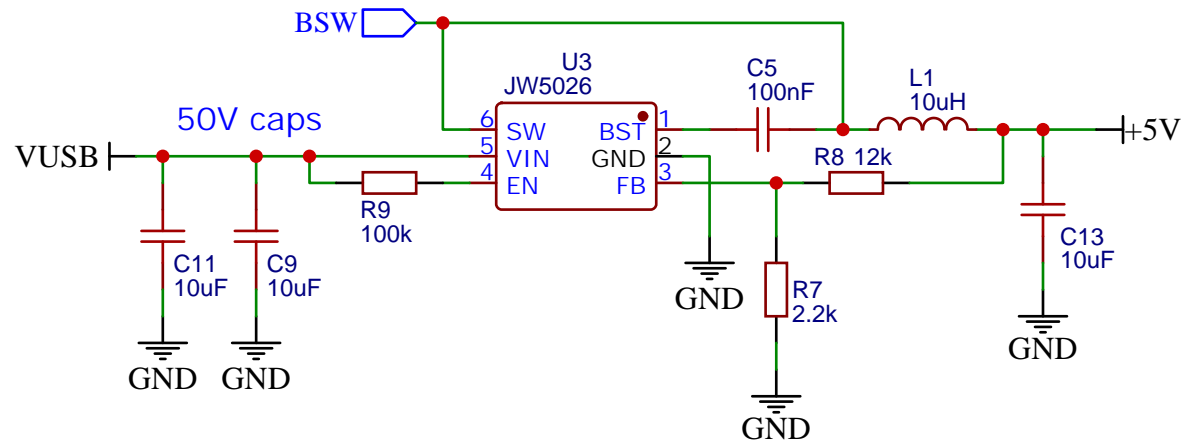 BSW
U3
JW5026
C5
100nF
L1
10uH
50V caps
6 SW BST 1
VUSB
5 VIN GND 2
4 EN FB 3
+5V
R8 12k
R9
100k
C11
10uF
C9
10uF
C13
10uF
R7
2.2k
GND
GND
GND
GND
GND